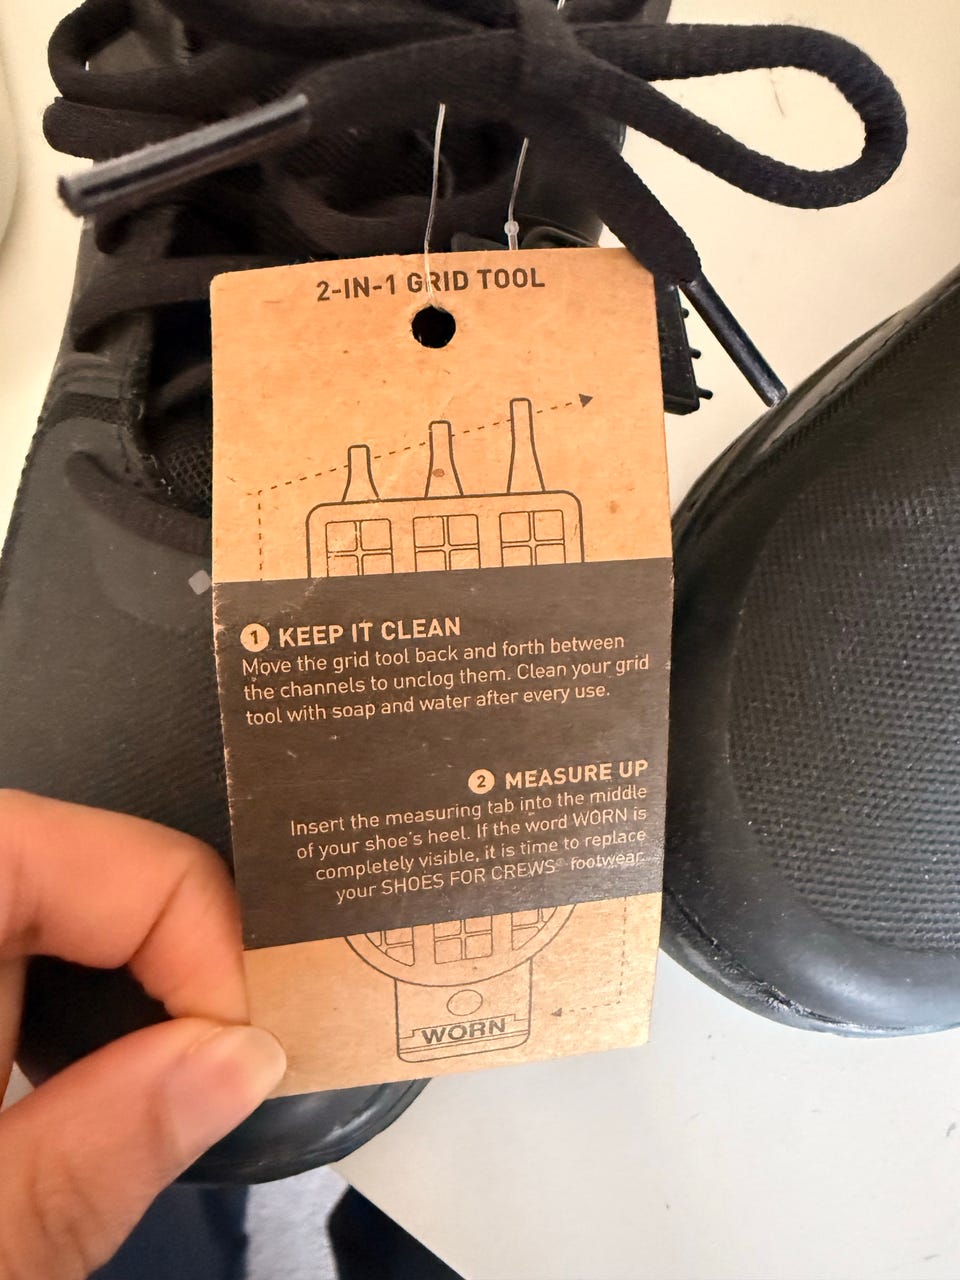 2-IN-1 GRID TOOL
1 KEEP IT CLEAN
Move the grid tool back and forth between
the channels to unclog them. Clean your grid
tool with soap and water after every use.
2 MEASURE UP
Insert the measuring tab into the middle
of your shoe's heel. If the word WORN is
completely visible, it is time to replace
your SHOES FOR CREWS® footwear.
WORN